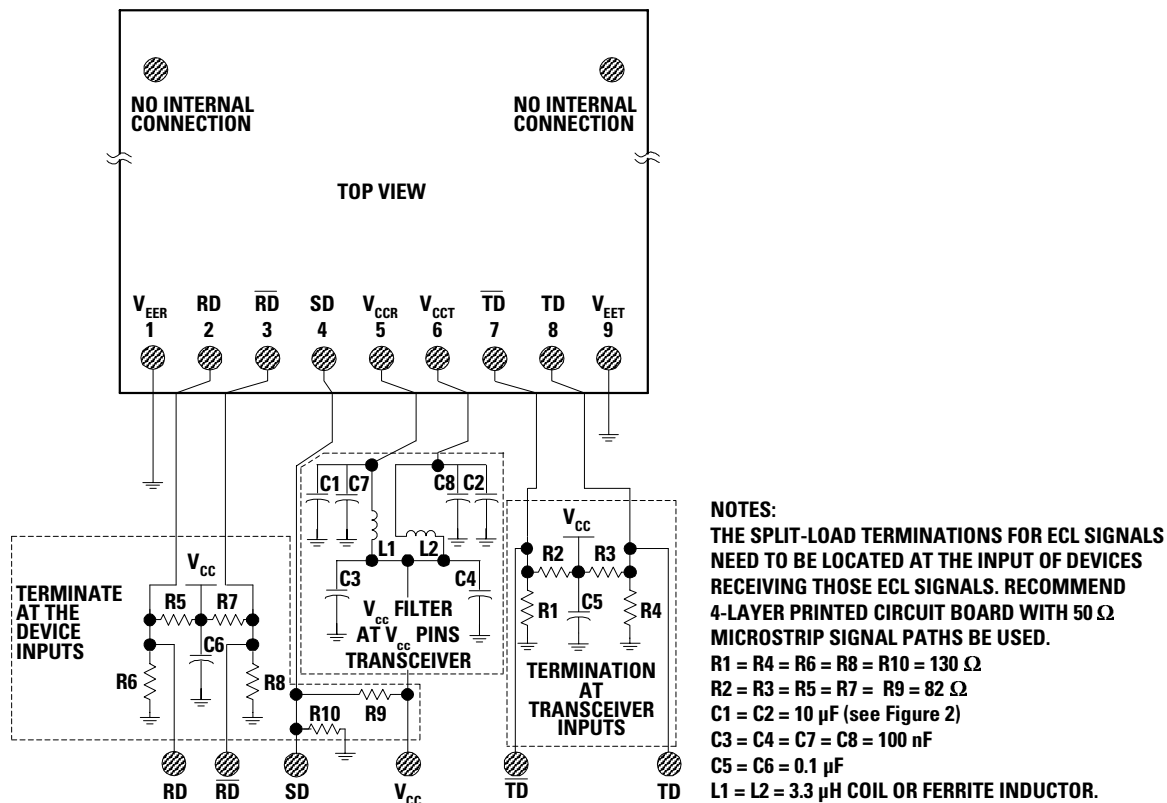 NO INTERNAL
CONNECTION
NO INTERNAL
CONNECTION
TOP VIEW
VEER RD R̅D̅ SD VCCR VCCT T̅D̅ TD VEET
1 2 3 4 5 6 7 8 9
C1 C7 C8 C2
L1 L2
C3 C4
Vcc FILTER
AT Vcc PINS
TRANSCEIVER
TERMINATE
AT THE
DEVICE
INPUTS
VCC
R5 R7
C6
R6 R8
R9
R10
VCC
R2 R3
R1 C5 R4
TERMINATION
AT
TRANSCEIVER
INPUTS
RD R̅D̅ SD VCC T̅D̅ TD
NOTES:
THE SPLIT-LOAD TERMINATIONS FOR ECL SIGNALS
NEED TO BE LOCATED AT THE INPUT OF DEVICES
RECEIVING THOSE ECL SIGNALS. RECOMMEND
4-LAYER PRINTED CIRCUIT BOARD WITH 50 Ω
MICROSTRIP SIGNAL PATHS BE USED.
R1 = R4 = R6 = R8 = R10 = 130 Ω
R2 = R3 = R5 = R7 = R9 = 82 Ω
C1 = C2 = 10 µF (see Figure 2)
C3 = C4 = C7 = C8 = 100 nF
C5 = C6 = 0.1 µF
L1 = L2 = 3.3 µH COIL OR FERRITE INDUCTOR.